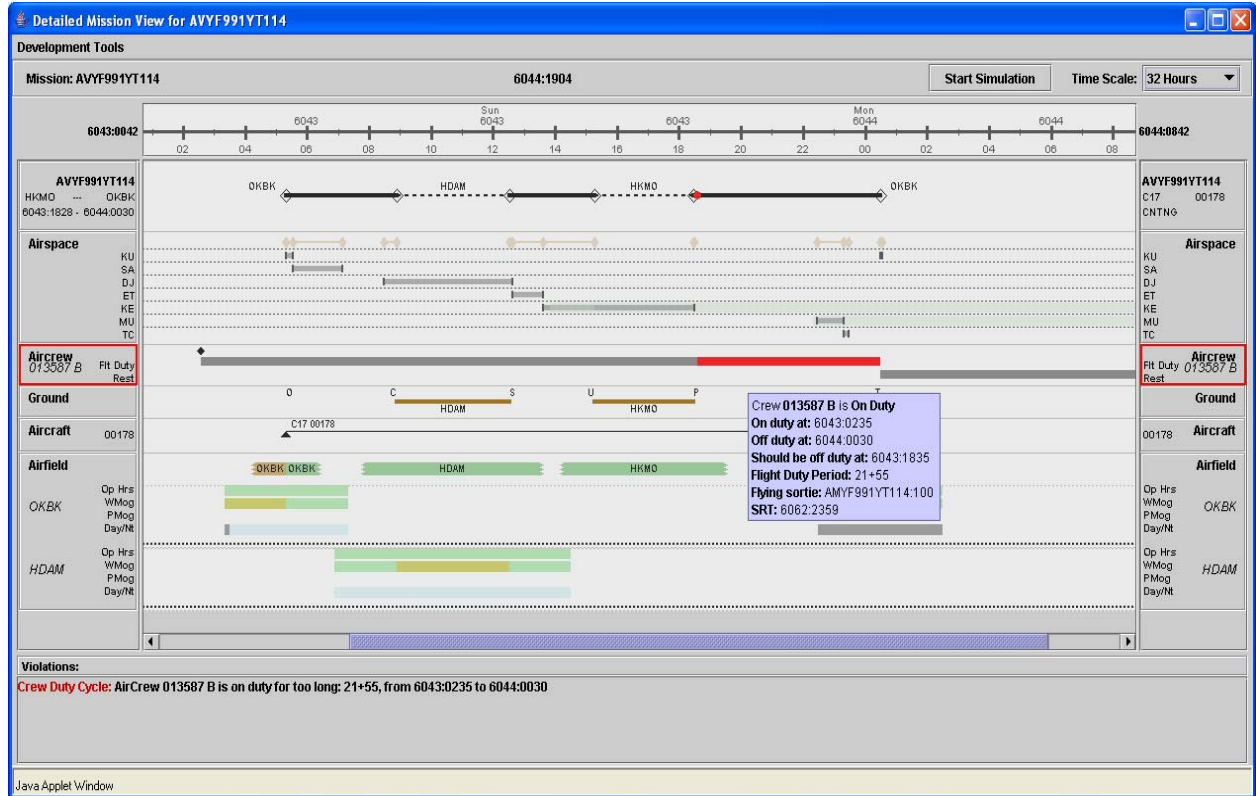 Detailed Mission View for AVYF991YT114
Development Tools
Mission: AVYF991YT114 6044:1904 Start Simulation Time Scale: 32 Hours
Sun Mon
6043 6043 6043 6044 6044
6043:0042 6044:0842
02 04 06 08 10 12 14 16 18 20 22 00 02 04 06 08
AVYF991YT114
HKMO --- OKBK
6043:1828 - 6044:0030
OKBK HDAM HKMO OKBK
AVYF991YT114
C17 00178
CNTNG
Airspace
KU
SA
DJ
ET
KE
MU
TC
Airspace
KU
SA
DJ
ET
KE
MU
TC
Aircrew
013587 B Flt Duty
Rest
Aircrew
Flt Duty 013587 B
Rest
Ground
O C S U P T
HDAM HKMO
Ground
Aircraft 00178
C17 00178
00178 Aircraft
Crew 013587 B is On Duty
On duty at: 6043:0235
Off duty at: 6044:0030
Should be off duty at: 6043:1835
Flight Duty Period: 21+55
Flying sortie: AMYF991YT114:100
SRT: 6062:2359
Airfield
OKBK OKBK HDAM HKMO
Airfield
OKBK
Op Hrs
WMog
PMog
Day/Nt
Op Hrs
WMog
PMog
Day/Nt
OKBK
HDAM
Op Hrs
WMog
PMog
Day/Nt
Op Hrs
WMog
PMog
Day/Nt
HDAM
Violations:
Crew Duty Cycle: AirCrew 013587 B is on duty for too long: 21+55, from 6043:0235 to 6044:0030
Java Applet Window